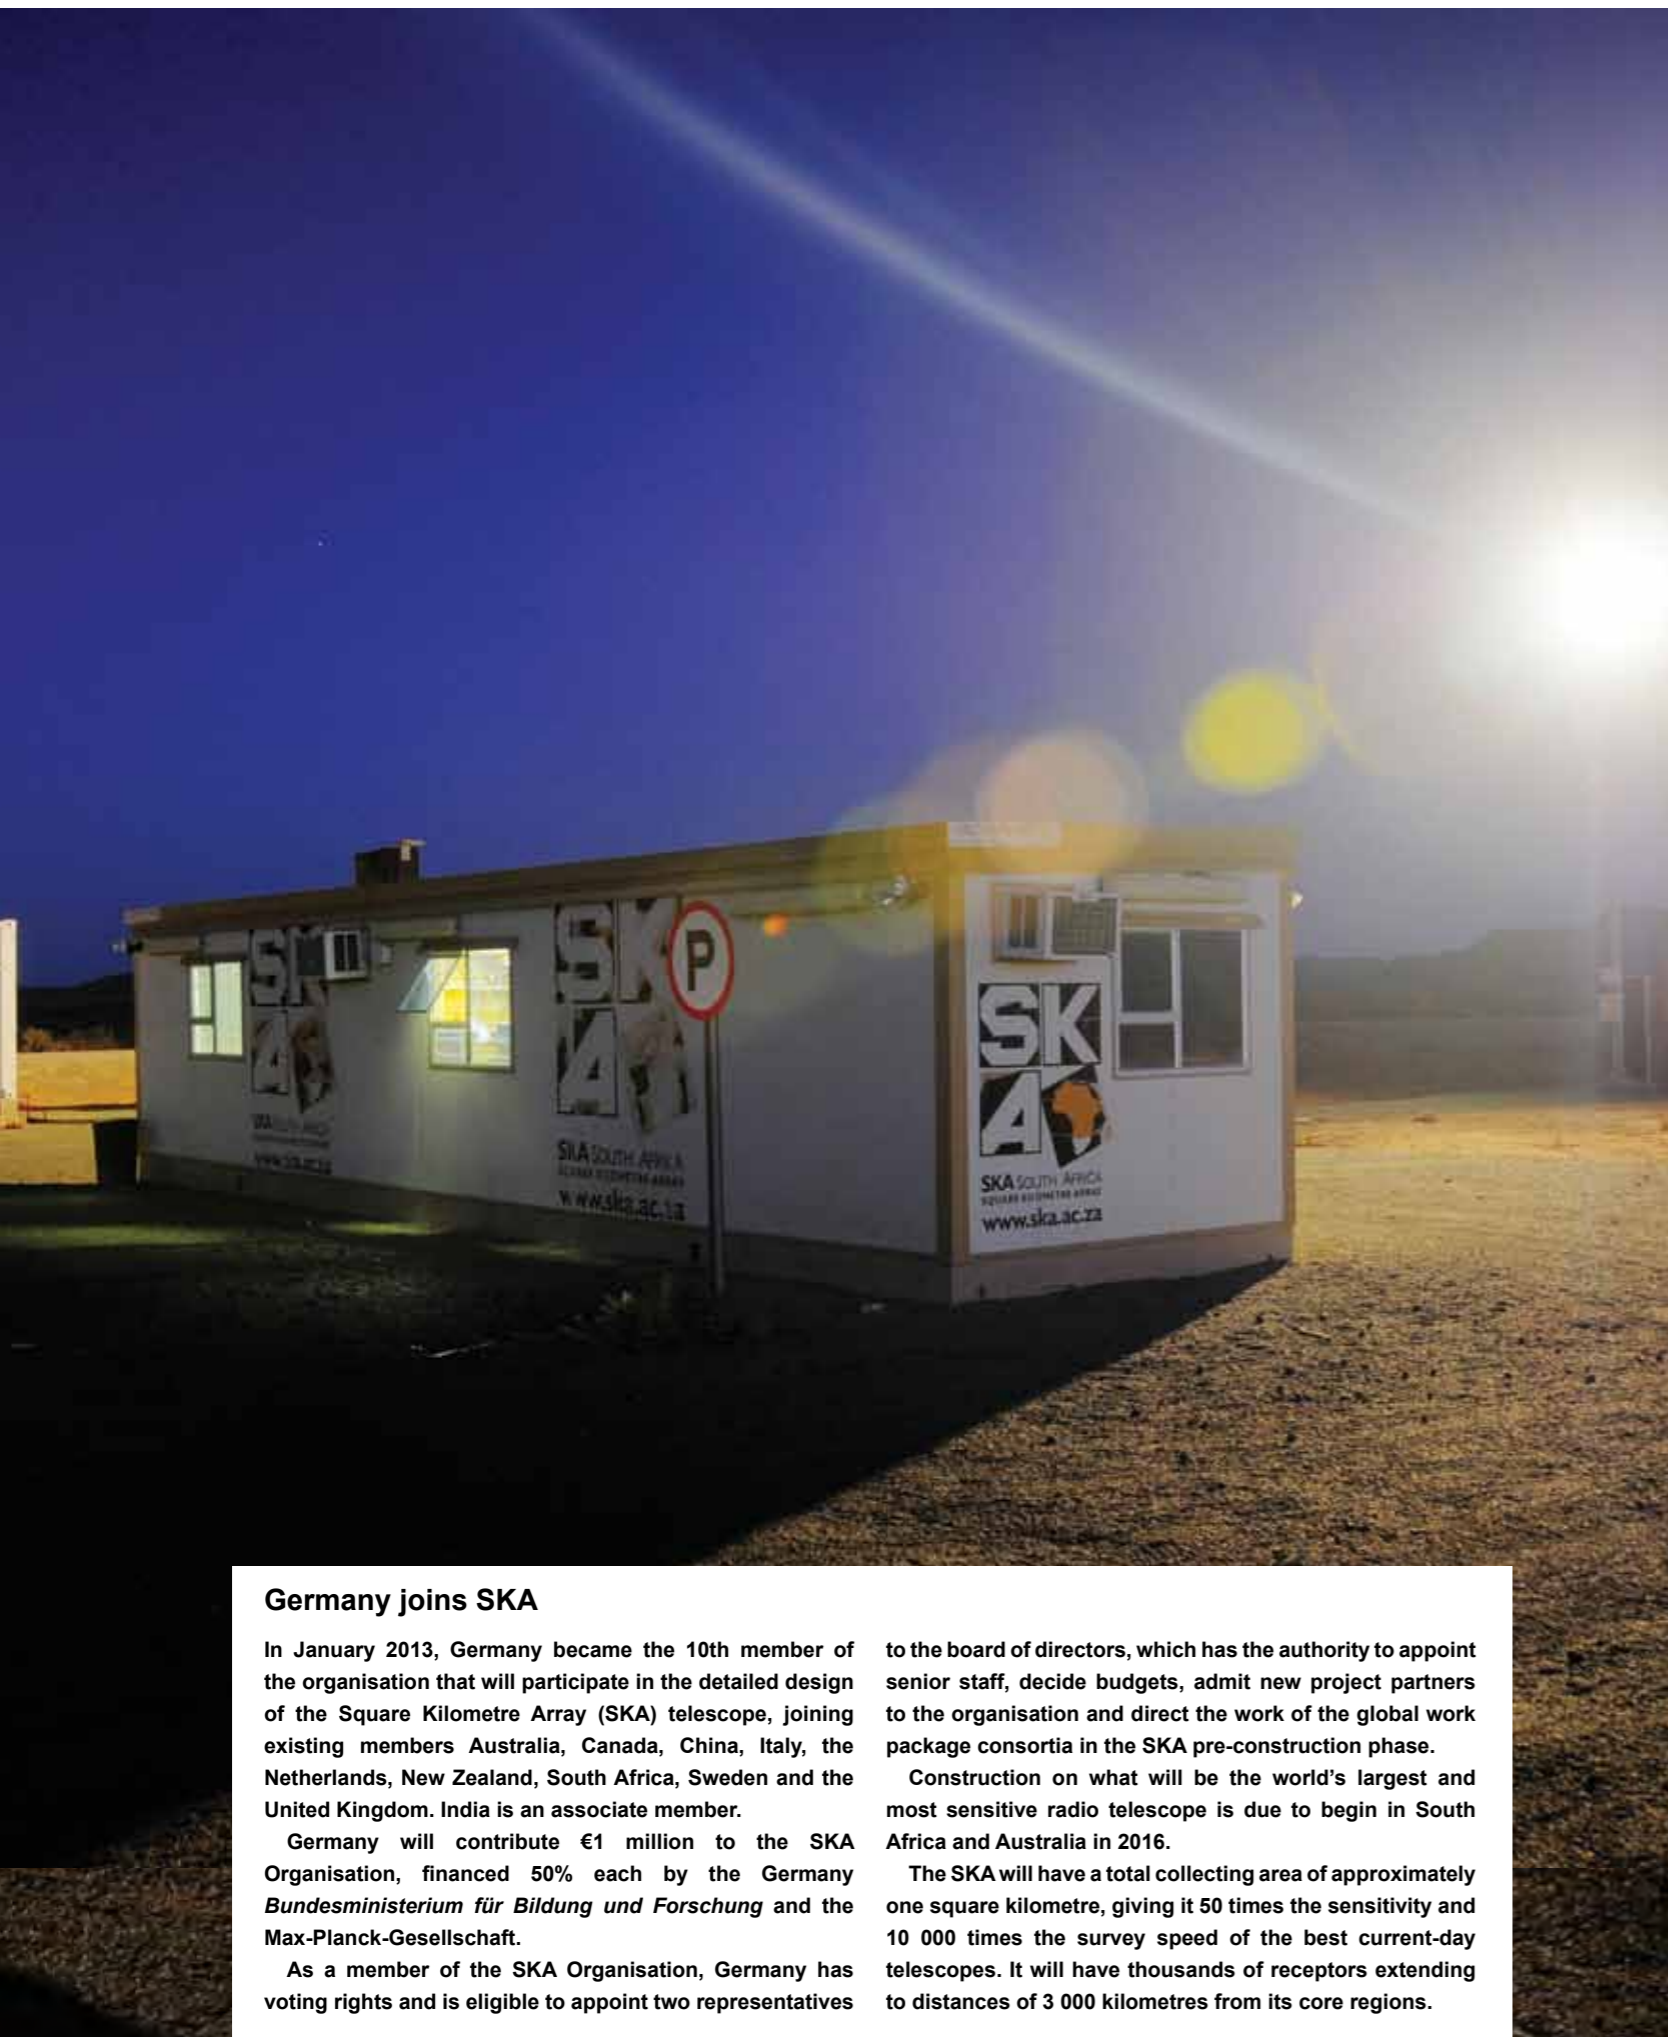 SK
A
SKA SOUTH AFRICA
www.ska.ac.za
SK
A
SKA SOUTH AFRICA
SQUARE KILOMETRE ARRAY
www.ska.ac.za
P
SK
A
SKA SOUTH AFRICA
SQUARE KILOMETRE ARRAY
www.ska.ac.za
Germany joins SKA
In January 2013, Germany became the 10th member of
the organisation that will participate in the detailed design
of the Square Kilometre Array (SKA) telescope, joining
existing members Australia, Canada, China, Italy, the
Netherlands, New Zealand, South Africa, Sweden and the
United Kingdom. India is an associate member.
Germany will contribute €1 million to the SKA
Organisation, financed 50% each by the Germany
Bundesministerium für Bildung und Forschung and the
Max-Planck-Gesellschaft.
As a member of the SKA Organisation, Germany has
voting rights and is eligible to appoint two representatives
to the board of directors, which has the authority to appoint
senior staff, decide budgets, admit new project partners
to the organisation and direct the work of the global work
package consortia in the SKA pre-construction phase.
Construction on what will be the world's largest and
most sensitive radio telescope is due to begin in South
Africa and Australia in 2016.
The SKA will have a total collecting area of approximately
one square kilometre, giving it 50 times the sensitivity and
10 000 times the survey speed of the best current-day
telescopes. It will have thousands of receptors extending
to distances of 3 000 kilometres from its core regions.